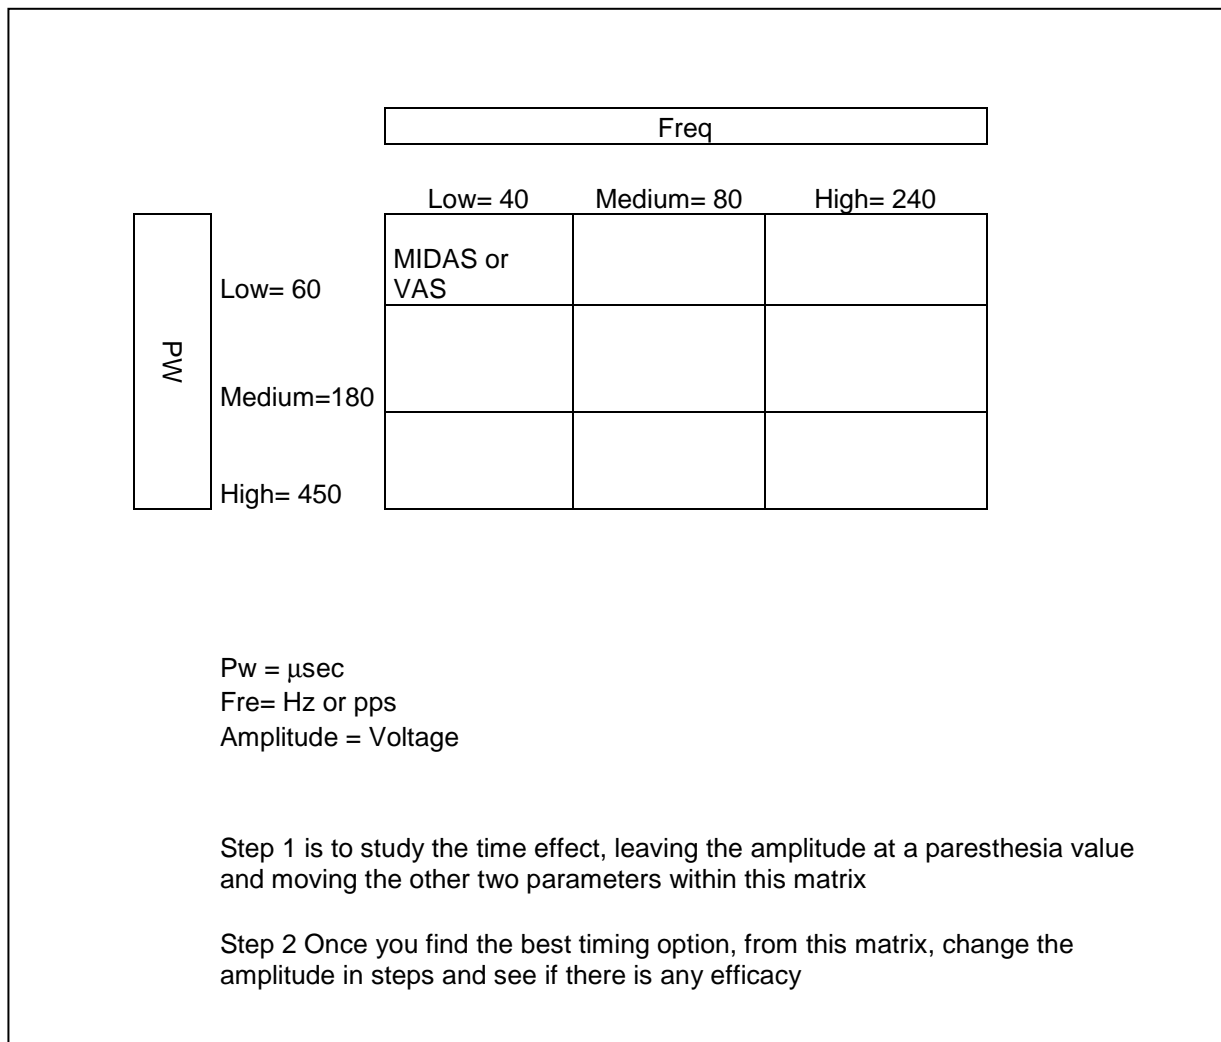 Freq
Low= 40 Medium= 80 High= 240
PW
Low= 60
MIDAS or
VAS
Medium=180
High= 450
Pw = μsec
Fre= Hz or pps
Amplitude = Voltage
Step 1 is to study the time effect, leaving the amplitude at a paresthesia value
and moving the other two parameters within this matrix
Step 2 Once you find the best timing option, from this matrix, change the
amplitude in steps and see if there is any efficacy